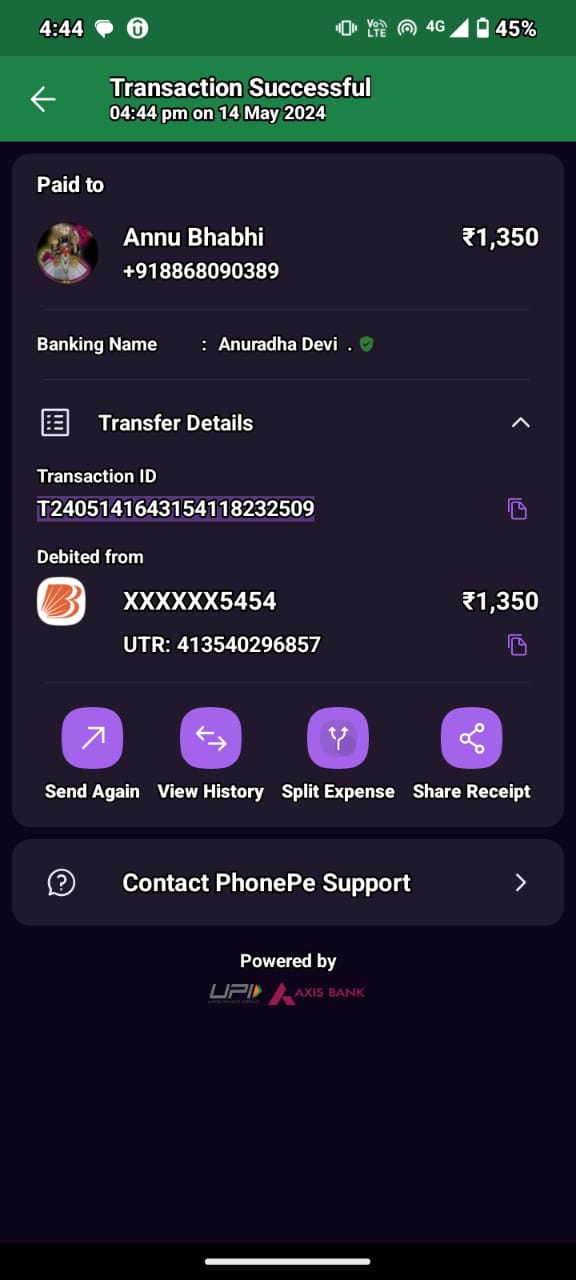 4:44 Vo)) LTE 4G 45%
Transaction Successful
04:44 pm on 14 May 2024
Paid to
Annu Bhabhi ₹1,350
+918868090389
Banking Name : Anuradha Devi .
Transfer Details
Transaction ID
T2405141643154118232509
Debited from
XXXXXX5454 ₹1,350
UTR: 413540296857
Send Again View History Split Expense Share Receipt
Contact PhonePe Support
Powered by
UPI AXIS BANK